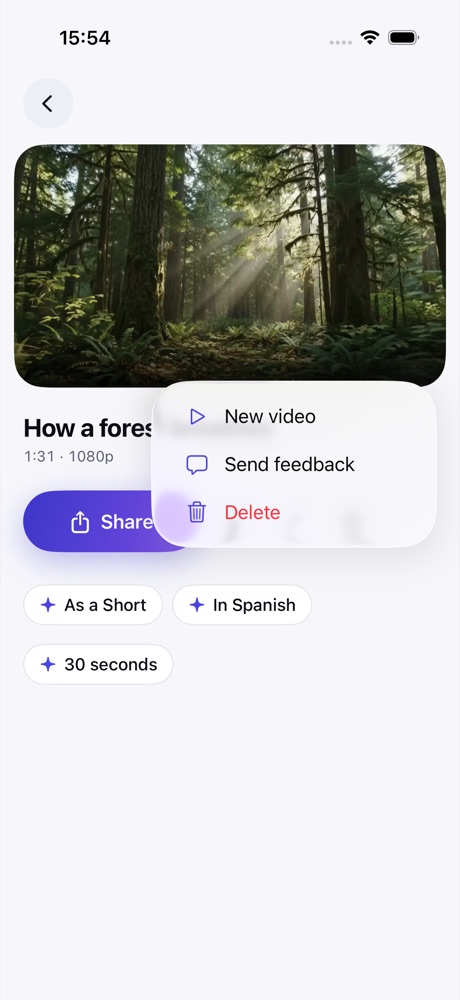 15:54
How a fores
1:31 · 1080p
New video
Send feedback
Delete
Share
As a Short
In Spanish
30 seconds